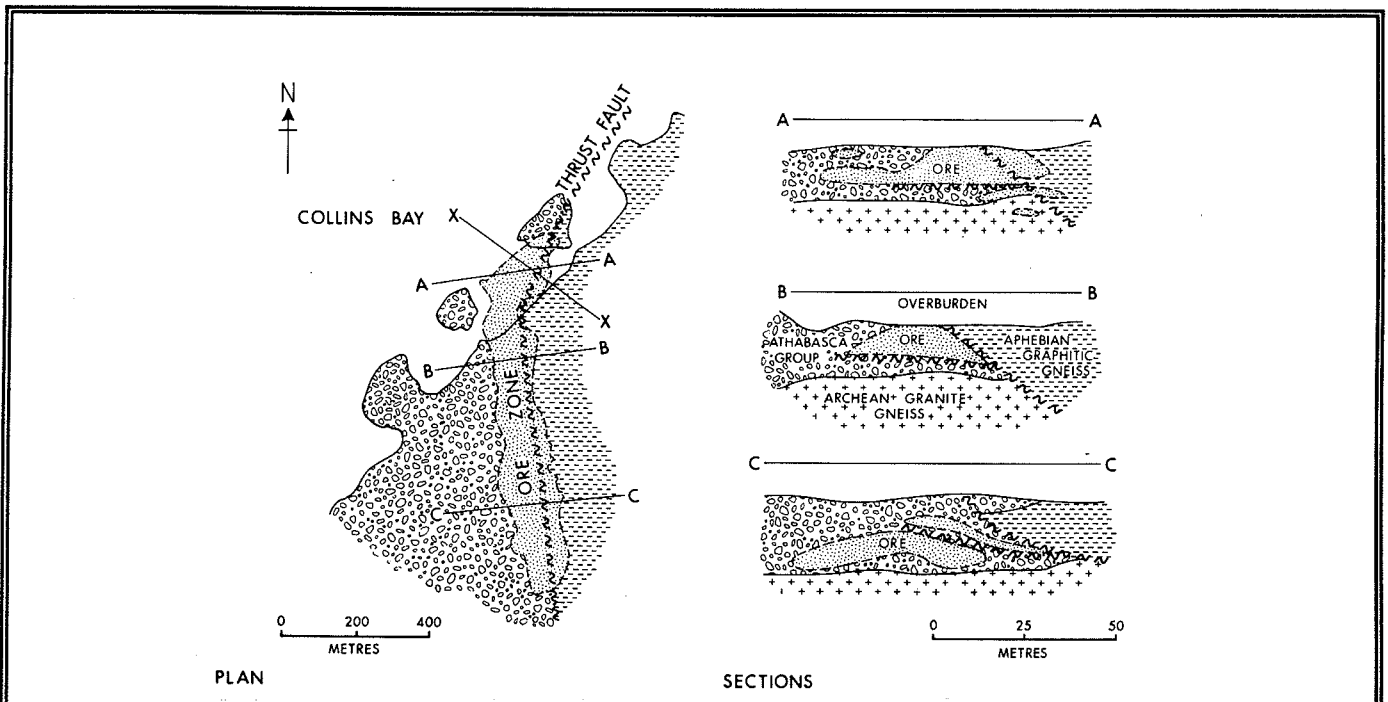 N
THRUST FAULT
COLLINS BAY
X
A
A
X
B
B
ORE ZONE
C
C
0 200 400
METRES
PLAN
A A
ORE
B B
OVERBURDEN
ATHABASCA
GROUP
ORE
APHEBIAN
GRAPHITIC
GNEISS
ARCHEAN GRANITE
GNEISS
C C
ORE
0 25 50
METRES
SECTIONS